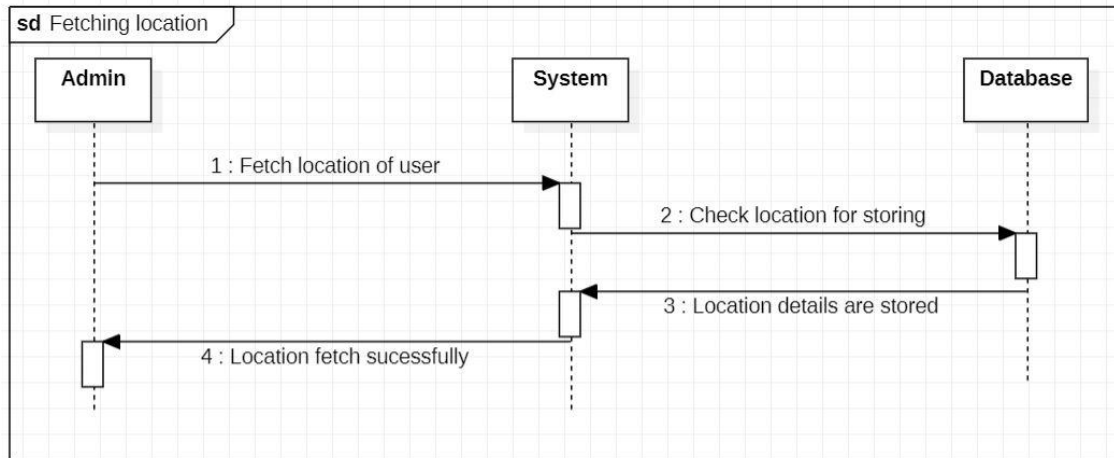 sd Fetching location
Admin
System
Database
1 : Fetch location of user
2 : Check location for storing
3 : Location details are stored
4 : Location fetch sucessfully